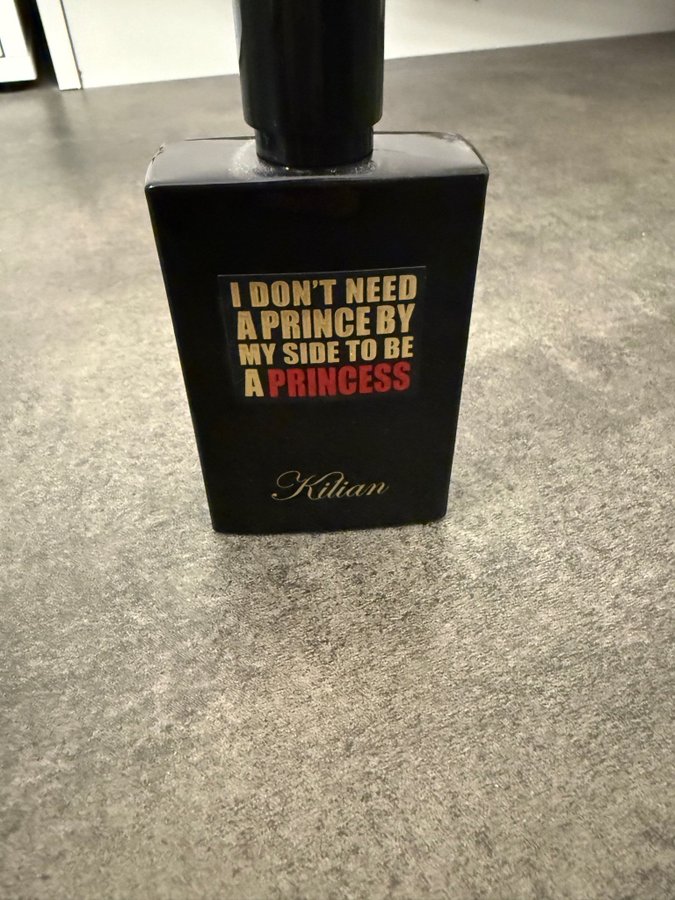 I DON'T NEED
A PRINCE BY
MY SIDE TO BE
A PRINCESS
Kilian